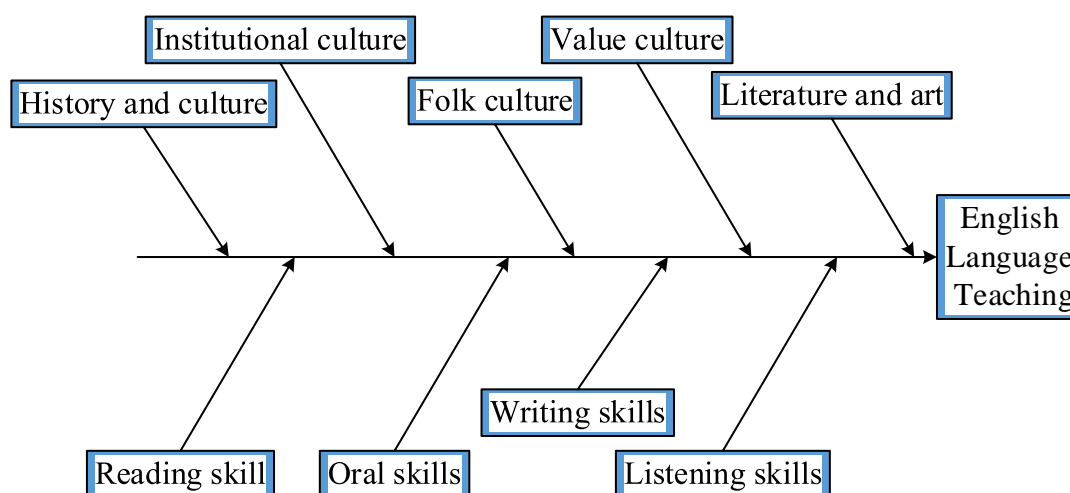 Institutional culture
Value culture
History and culture
Folk culture
Literature and art
English
Language
Teaching
Writing skills
Reading skill
Oral skills
Listening skills